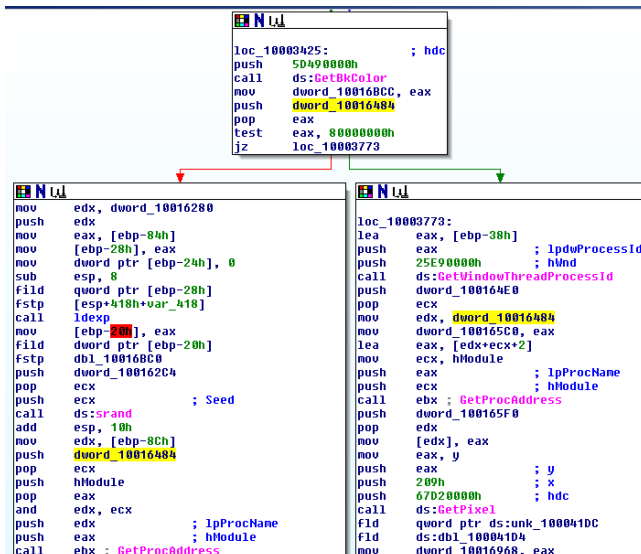 loc_10003425: ; hdc
push 5D490000h
call ds:GetBkColor
mov dword_10016BCC, eax
push dword_10016484
pop eax
test eax, 80000000h
jz loc_10003773
mov edx, dword_10016280
push edx
mov eax, [ebp-84h]
mov [ebp-28h], eax
mov dword ptr [ebp-24h], 0
sub esp, 8
fild qword ptr [ebp-28h]
fstp [esp+418h+var_418]
call ldexp
mov [ebp-20h], eax
fild dword ptr [ebp-20h]
fstp dbl_10016BC0
push dword_100162C4
pop ecx
push ecx ; Seed
call ds:srand
add esp, 10h
mov edx, [ebp-8Ch]
push dword_10016484
pop ecx
push hModule
pop eax
and edx, ecx
push edx ; lpProcName
push eax ; hModule
call ebx ; GetProcAddress
loc_10003773:
lea eax, [ebp-38h]
push eax ; lpdwProcessId
push 25E90000h ; hWnd
call ds:GetWindowThreadProcessId
push dword_100164E0
pop ecx
mov edx, dword_10016484
mov dword_100165C0, eax
lea eax, [edx+ecx+2]
mov ecx, hModule
push eax ; lpProcName
push ecx ; hModule
call ebx ; GetProcAddress
push dword_100165F0
pop edx
mov [edx], eax
mov eax, y
push eax ; y
push 209h ; x
push 67D20000h ; hdc
call ds:GetPixel
fld qword ptr ds:unk_100041DC
fld ds:dbl_100041D4
mov dword_10016968, eax